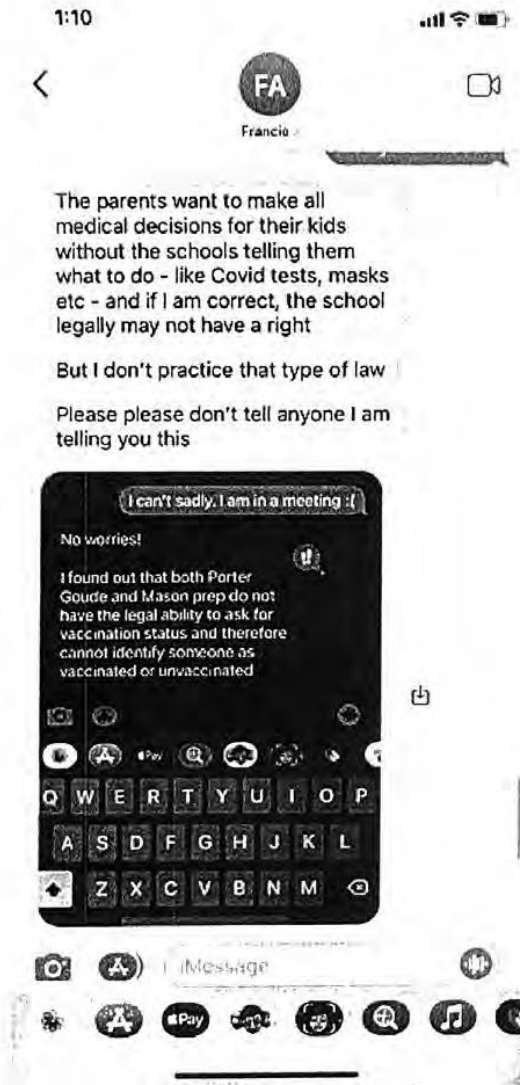 1:10
FA
Francie
The parents want to make all
medical decisions for their kids
without the schools telling them
what to do - like Covid tests, masks
etc - and if I am correct, the school
legally may not have a right
But I don't practice that type of law
Please please don't tell anyone I am
telling you this
I can't sadly. I am in a meeting :(
No worries!
I found out that both Porter
Goude and Mason prep do not
have the legal ability to ask for
vaccination status and therefore
cannot identify someone as
vaccinated or unvaccinated
Pay
Q W E R T Y U I O P
A S D F G H J K L
Z X C V B N M
iMessage
Pay